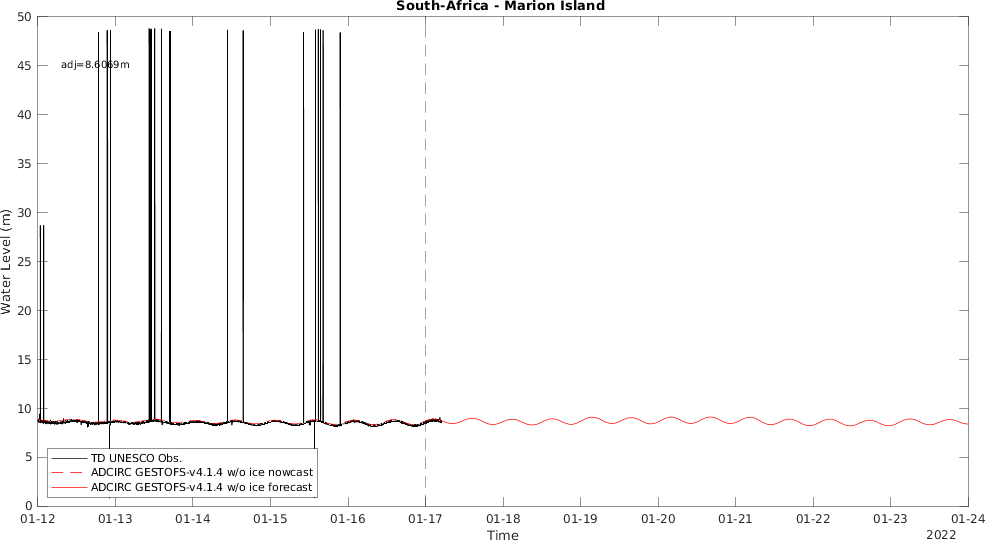 South-Africa - Marion Island
50
45
40
35
30
25
20
15
10
5
0
Water Level (m)
adj=8.6069m
TD UNESCO Obs.
ADCIRC GESTOFS-v4.1.4 w/o ice nowcast
ADCIRC GESTOFS-v4.1.4 w/o ice forecast
01-12 01-13 01-14 01-15 01-16 01-17 01-18 01-19 01-20 01-21 01-22 01-23 01-24
Time
2022